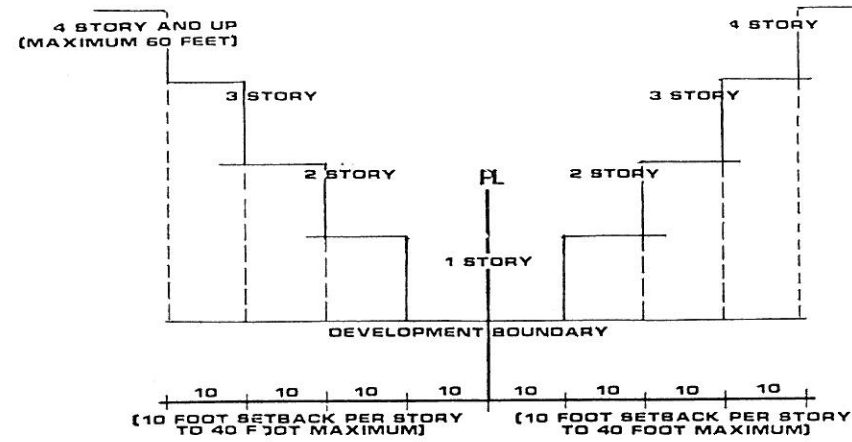 4 STORY AND UP
(MAXIMUM 60 FEET)
4 STORY
3 STORY
3 STORY
2 STORY
PL
2 STORY
1 STORY
DEVELOPMENT BOUNDARY
10 10 10 10 10 10 10 10
(10 FOOT SETBACK PER STORY
TO 40 FOOT MAXIMUM)
(10 FOOT SETBACK PER STORY
TO 40 FOOT MAXIMUM)